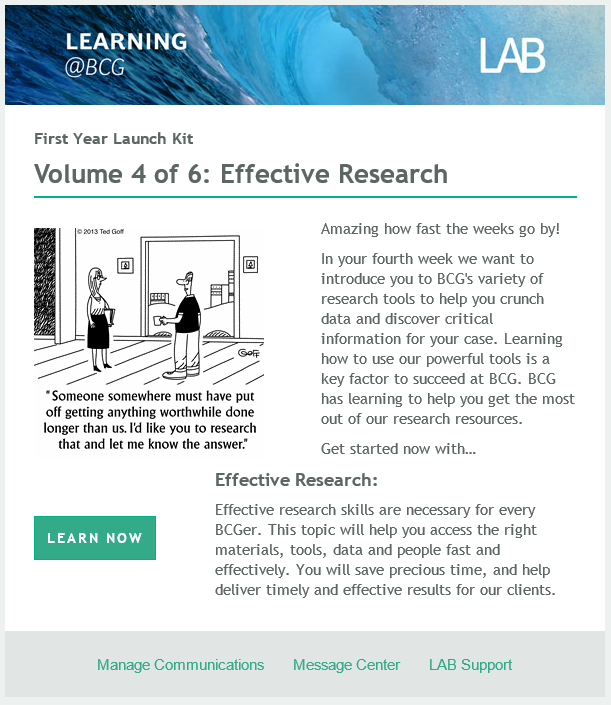 LEARNING
@BCG
LAB
First Year Launch Kit
Volume 4 of 6: Effective Research
© 2013 Ted Goff
GOFF
"Someone somewhere must have put
off getting anything worthwhile done
longer than us. I'd like you to research
that and let me know the answer."
Amazing how fast the weeks go by!
In your fourth week we want to
introduce you to BCG's variety of
research tools to help you crunch
data and discover critical
information for your case. Learning
how to use our powerful tools is a
key factor to succeed at BCG. BCG
has learning to help you get the most
out of our research resources.
Get started now with…
Effective Research:
LEARN NOW
Effective research skills are necessary for every
BCGer. This topic will help you access the right
materials, tools, data and people fast and
effectively. You will save precious time, and help
deliver timely and effective results for our clients.
Manage Communications Message Center LAB Support